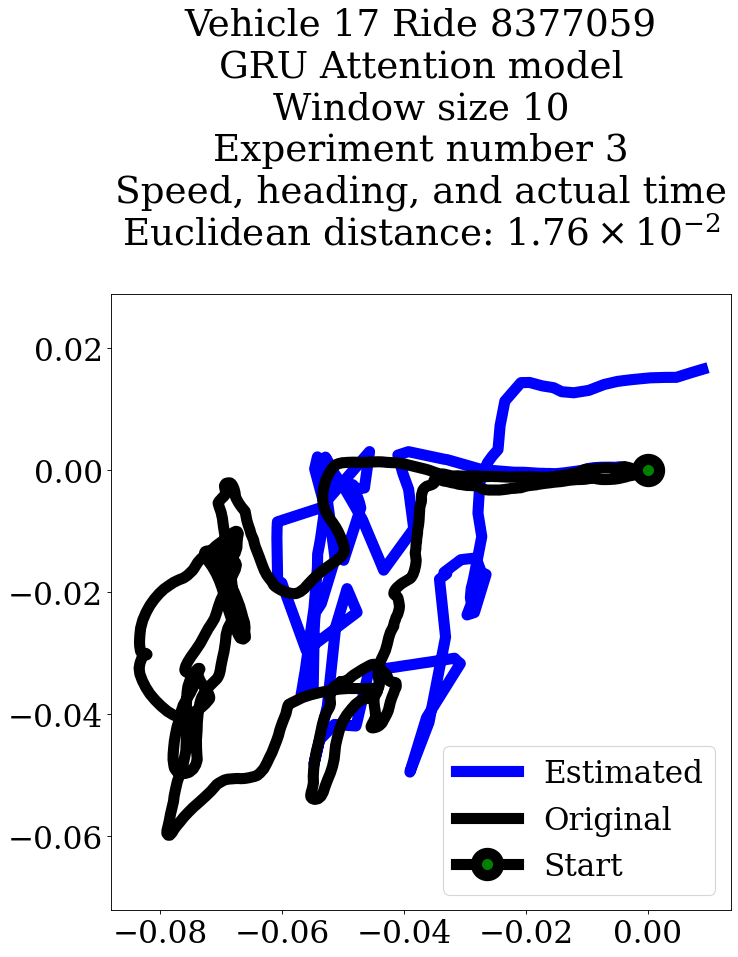 Vehicle 17 Ride 8377059
GRU Attention model
Window size 10
Experiment number 3
Speed, heading, and actual time
Euclidean distance: 1.76 × 10⁻²
0.02
0.00
−0.02
−0.04
−0.06
Estimated
Original
Start
−0.08
−0.06
−0.04
−0.02
0.00